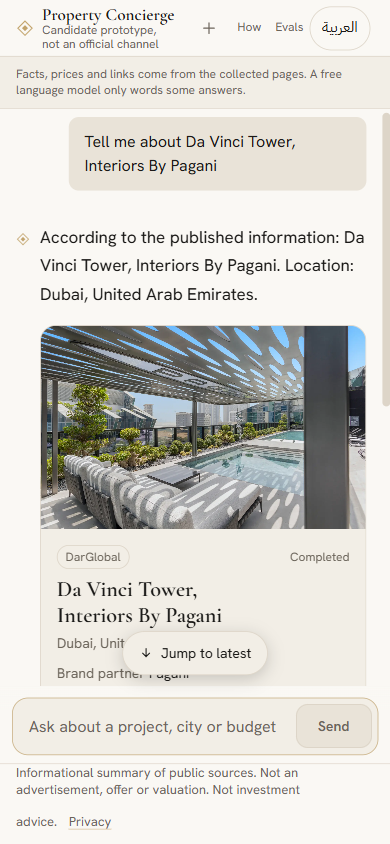 Property Concierge
Candidate prototype,
not an official channel
+
How
Evals
العربية
Facts, prices and links come from the collected pages. A free
language model only words some answers.
Tell me about Da Vinci Tower,
Interiors By Pagani
According to the published information: Da
Vinci Tower, Interiors By Pagani. Location:
Dubai, United Arab Emirates.
DarGlobal
Completed
Da Vinci Tower,
Interiors By Pagani
Dubai, Unit
↓ Jump to latest
Brand partner Pagani
Ask about a project, city or budget
Send
Informational summary of public sources. Not an
advertisement, offer or valuation. Not investment
advice. Privacy